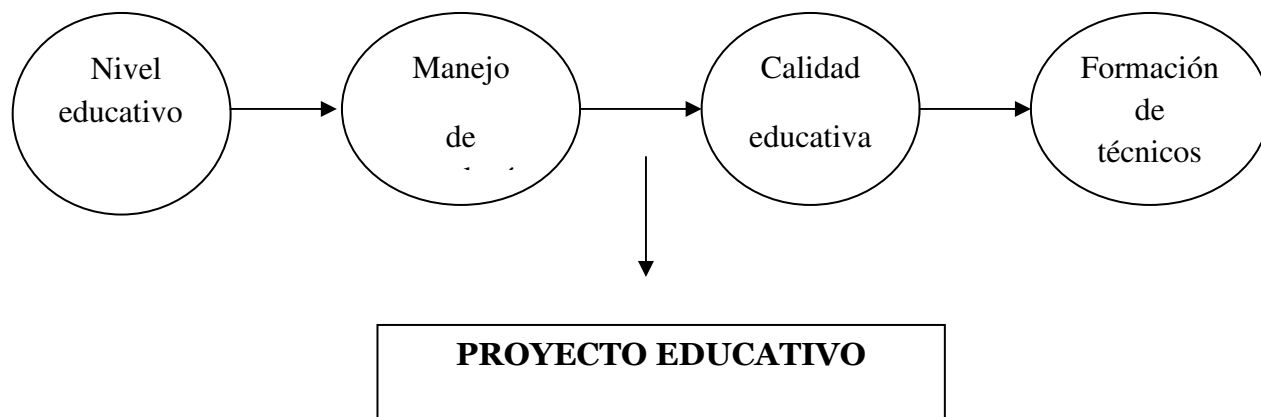 Nivel
educativo
Manejo
de
Calidad
educativa
Formación
de
técnicos
PROYECTO EDUCATIVO